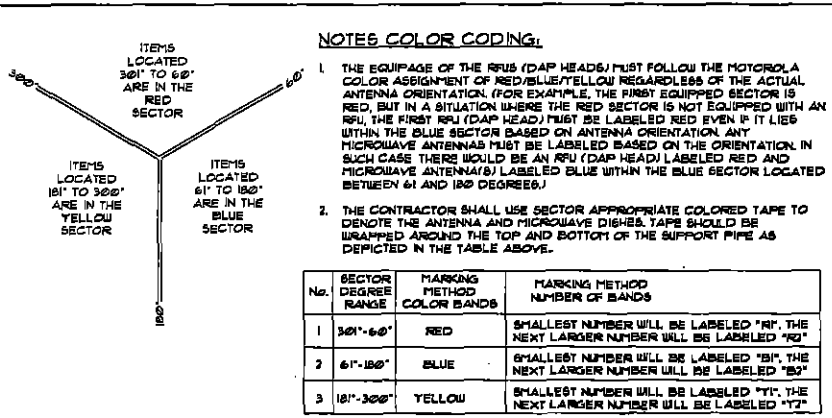 ITEMS
LOCATED
301° TO 60°
ARE IN THE
RED
SECTOR
300°
60°
ITEMS
LOCATED
181° TO 300°
ARE IN THE
YELLOW
SECTOR
ITEMS
LOCATED
61° TO 180°
ARE IN THE
BLUE
SECTOR
180°
NOTES COLOR CODING:
1. THE EQUIPAGE OF THE RFUS (DAP HEADS) MUST FOLLOW THE MOTOROLA
COLOR ASSIGNMENT OF RED/BLUE/YELLOW REGARDLESS OF THE ACTUAL
ANTENNA ORIENTATION. (FOR EXAMPLE, THE FIRST EQUIPPED SECTOR IS
RED, BUT IN A SITUATION WHERE THE RED SECTOR IS NOT EQUIPPED WITH AN
RFU, THE FIRST RFU (DAP HEAD) MUST BE LABELED RED EVEN IF IT LIES
WITHIN THE BLUE SECTOR BASED ON ANTENNA ORIENTATION. ANY
MICROWAVE ANTENNAS MUST BE LABELED BASED ON THE ORIENTATION. IN
SUCH CASE THERE WOULD BE AN RFU (DAP HEAD) LABELED RED AND
MICROWAVE ANTENNA(S) LABELED BLUE WITHIN THE BLUE SECTOR LOCATED
BETWEEN 61 AND 180 DEGREES.)
2. THE CONTRACTOR SHALL USE SECTOR APPROPRIATE COLORED TAPE TO
DENOTE THE ANTENNA AND MICROWAVE DISHES. TAPE SHOULD BE
WRAPPED AROUND THE TOP AND BOTTOM OF THE SUPPORT PIPE AS
DEPICTED IN THE TABLE ABOVE.
No. SECTOR DEGREE RANGE MARKING METHOD COLOR BANDS MARKING METHOD NUMBER OF BANDS
1 301°-60° RED SMALLEST NUMBER WILL BE LABELED "R1", THE
NEXT LARGER NUMBER WILL BE LABELED "R2"
2 61°-180° BLUE SMALLEST NUMBER WILL BE LABELED "B1", THE
NEXT LARGER NUMBER WILL BE LABELED "B2"
3 181°-300° YELLOW SMALLEST NUMBER WILL BE LABELED "Y1", THE
NEXT LARGER NUMBER WILL BE LABELED "Y2"